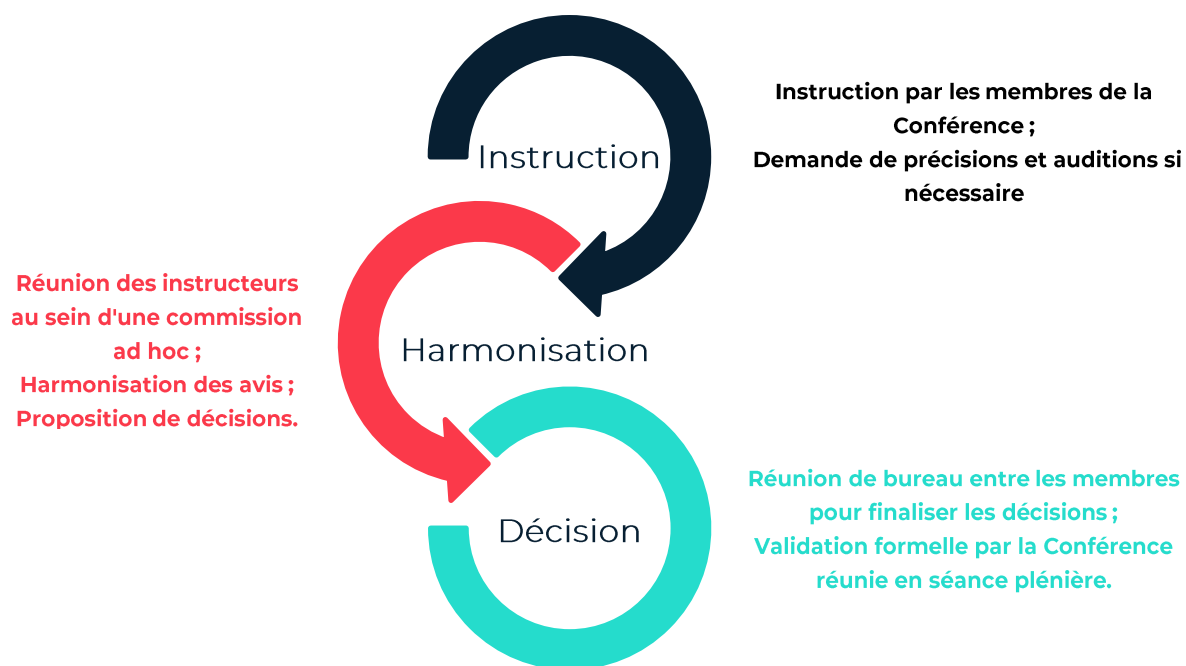 Instruction
Instruction par les membres de la
Conférence ;
Demande de précisions et auditions si
nécessaire
Harmonisation
Réunion des instructeurs
au sein d'une commission
ad hoc ;
Harmonisation des avis ;
Proposition de décisions.
Décision
Réunion de bureau entre les membres
pour finaliser les décisions ;
Validation formelle par la Conférence
réunie en séance plénière.